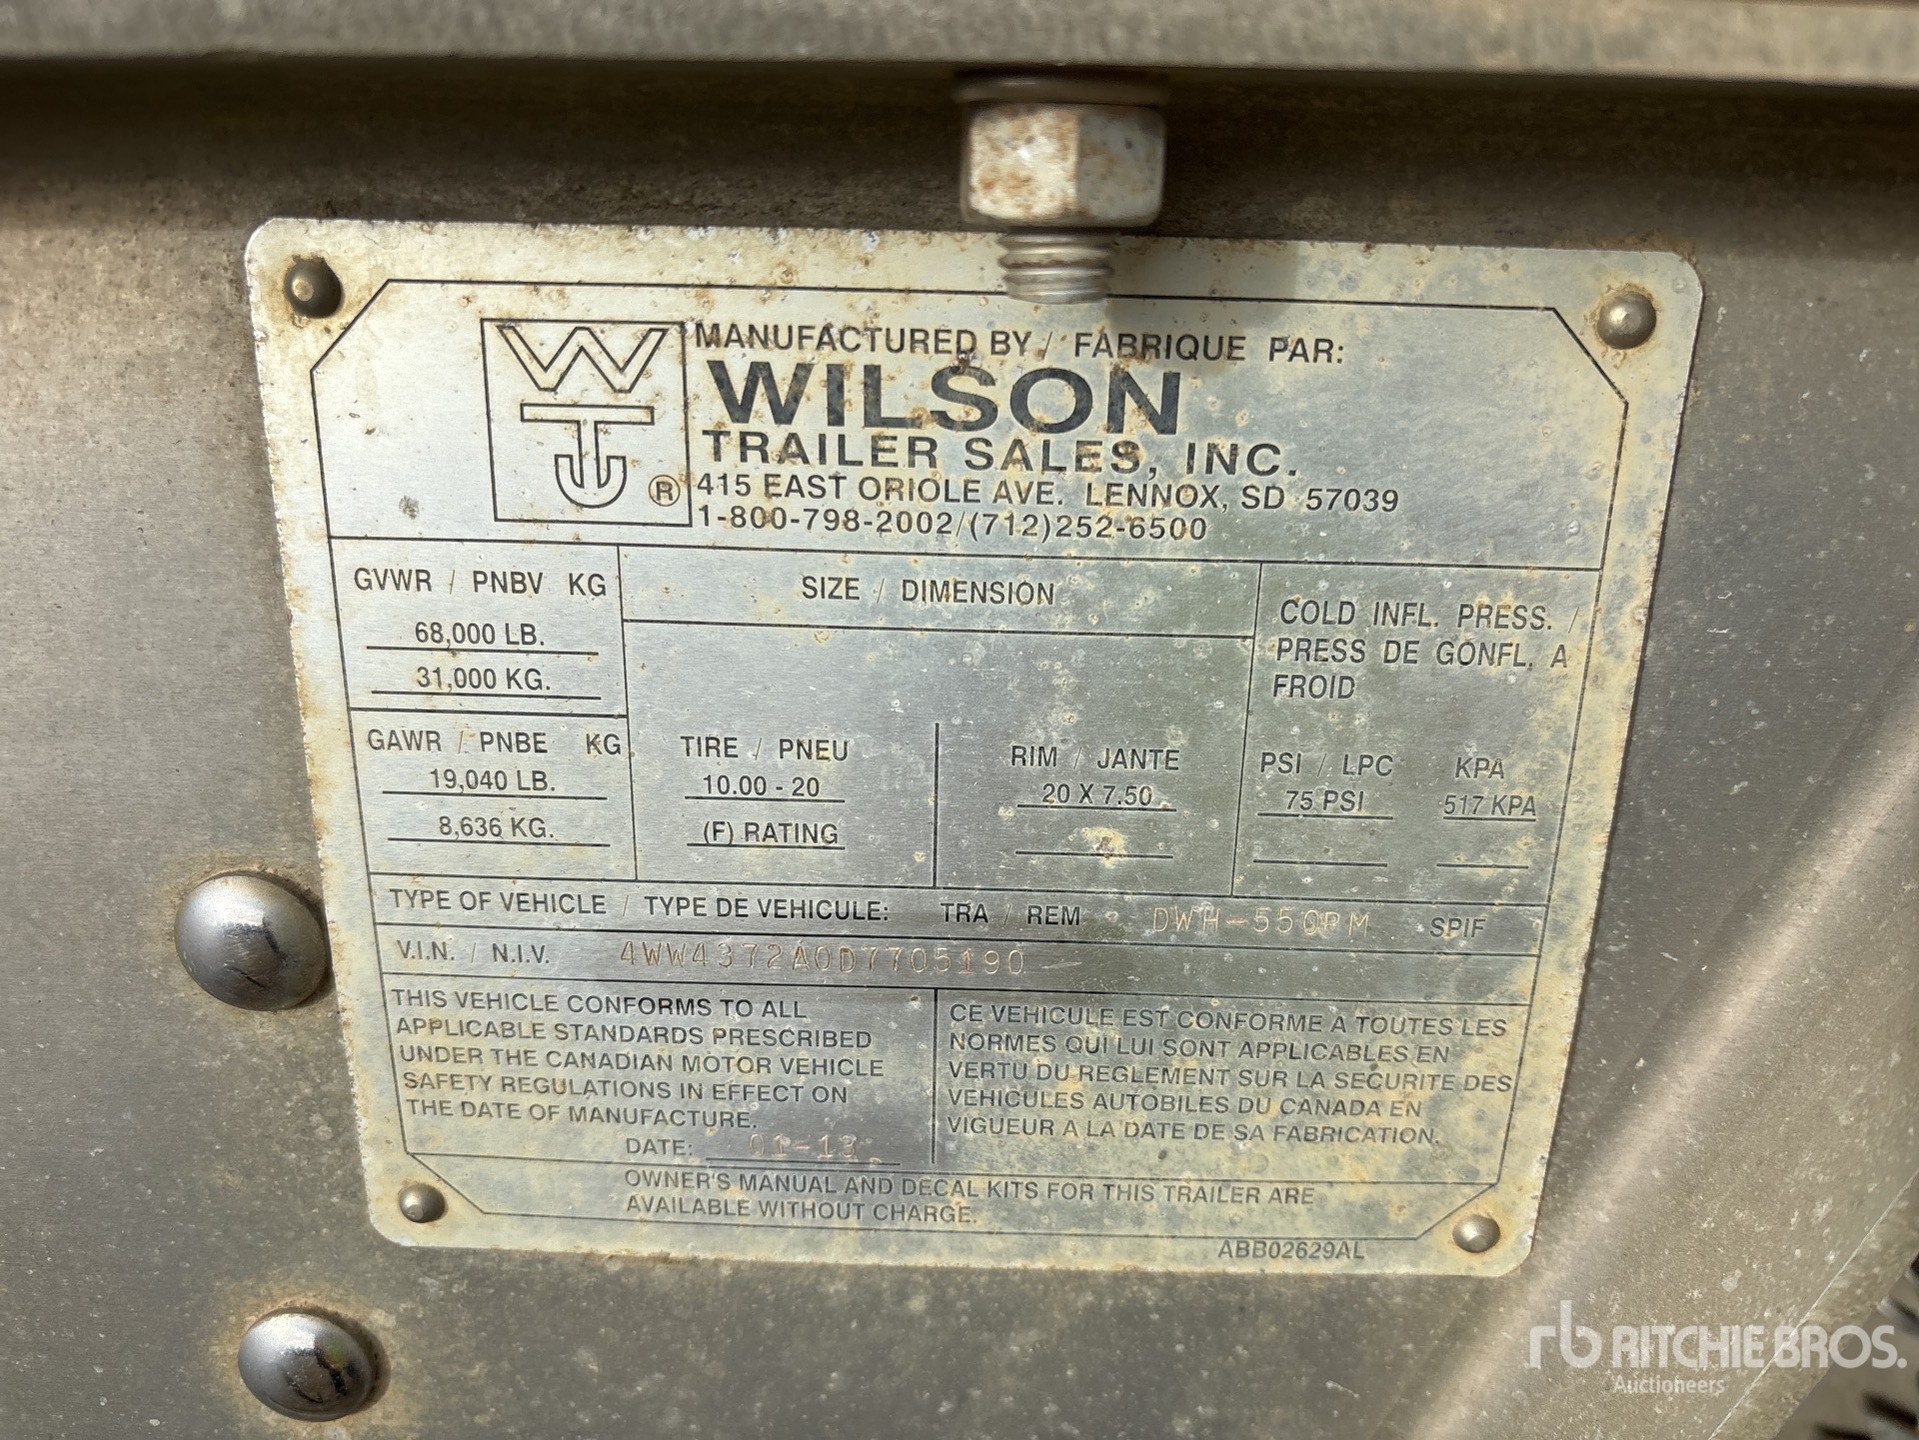 MANUFACTURED BY / FABRIQUE PAR:
WILSON
TRAILER SALES, INC.
® 415 EAST ORIOLE AVE. LENNOX, SD 57039
1-800-798-2002/(712)252-6500
GVWR / PNBV KG
68,000 LB.
31,000 KG.
SIZE / DIMENSION
COLD INFL. PRESS. /
PRESS DE GONFL. A
FROID
GAWR / PNBE KG
19,040 LB.
8,636 KG.
TIRE / PNEU
10.00 - 20
(F) RATING
RIM / JANTE
20 X 7.50
PSI / LPC KPA
75 PSI 517 KPA
TYPE OF VEHICLE / TYPE DE VEHICULE: TRA / REM DWH-550PM SPIF
V.I.N. / N.I.V. 4WW4372A0D7705190
THIS VEHICLE CONFORMS TO ALL
APPLICABLE STANDARDS PRESCRIBED
UNDER THE CANADIAN MOTOR VEHICLE
SAFETY REGULATIONS IN EFFECT ON
THE DATE OF MANUFACTURE.
DATE: 01-13
CE VEHICULE EST CONFORME A TOUTES LES
NORMES QUI LUI SONT APPLICABLES EN
VERTU DU REGLEMENT SUR LA SECURITE DES
VEHICULES AUTOBILES DU CANADA EN
VIGUEUR A LA DATE DE SA FABRICATION.
OWNER'S MANUAL AND DECAL KITS FOR THIS TRAILER ARE
AVAILABLE WITHOUT CHARGE.
ABB02629AL
rb RITCHIE BROS.
Auctioneers